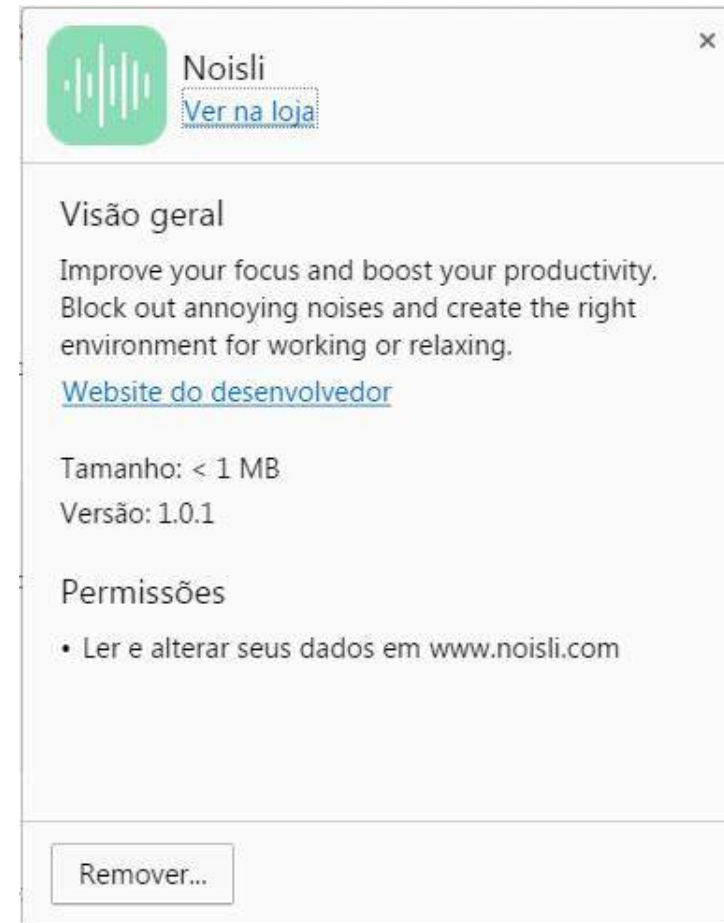 Noisli
Ver na loja
Visão geral
Improve your focus and boost your productivity.
Block out annoying noises and create the right
environment for working or relaxing.
Website do desenvolvedor
Tamanho: < 1 MB
Versão: 1.0.1
Permissões
• Ler e alterar seus dados em www.noisli.com
Remover...